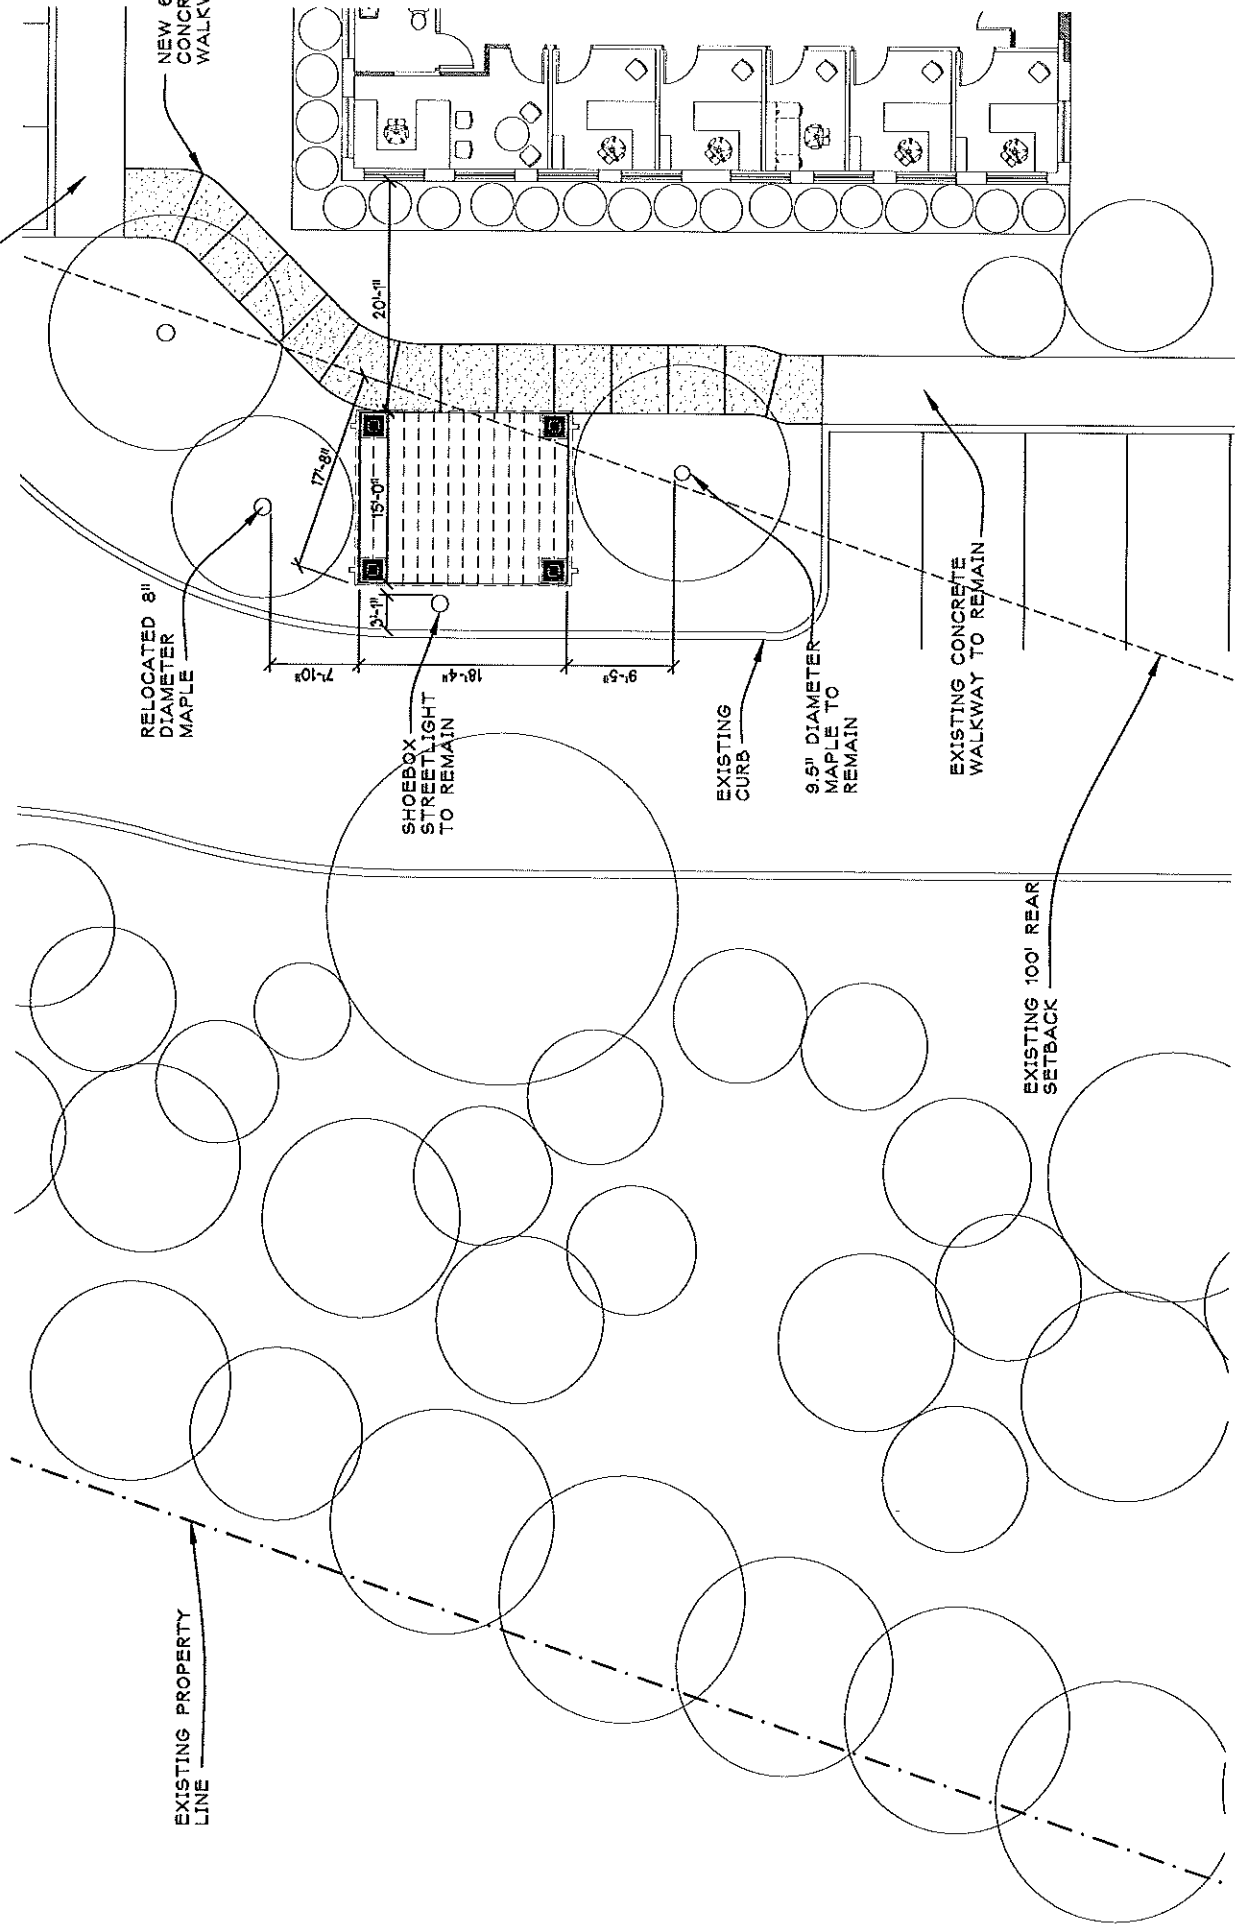 NEW 6
CONCR
WALKW
20'-1"
17'-8"
15'-0"
3'-1"
7'-10"
18'-4"
9'-5"
RELOCATED 8"
DIAMETER
MAPLE
SHOEBOX
STREETLIGHT
TO REMAIN
EXISTING
CURB
9.5" DIAMETER
MAPLE TO
REMAIN
EXISTING CONCRETE
WALKWAY TO REMAIN
EXISTING 100' REAR
SETBACK
EXISTING PROPERTY
LINE